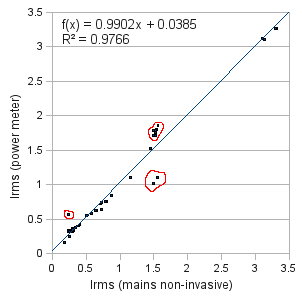 f(x) = 0.9902x + 0.0385
R² = 0.9766
3.5
3
2.5
2
1.5
1
0.5
0
0 0.5 1 1.5 2 2.5 3 3.5
Irms (power meter)
Irms (mains non-invasive)